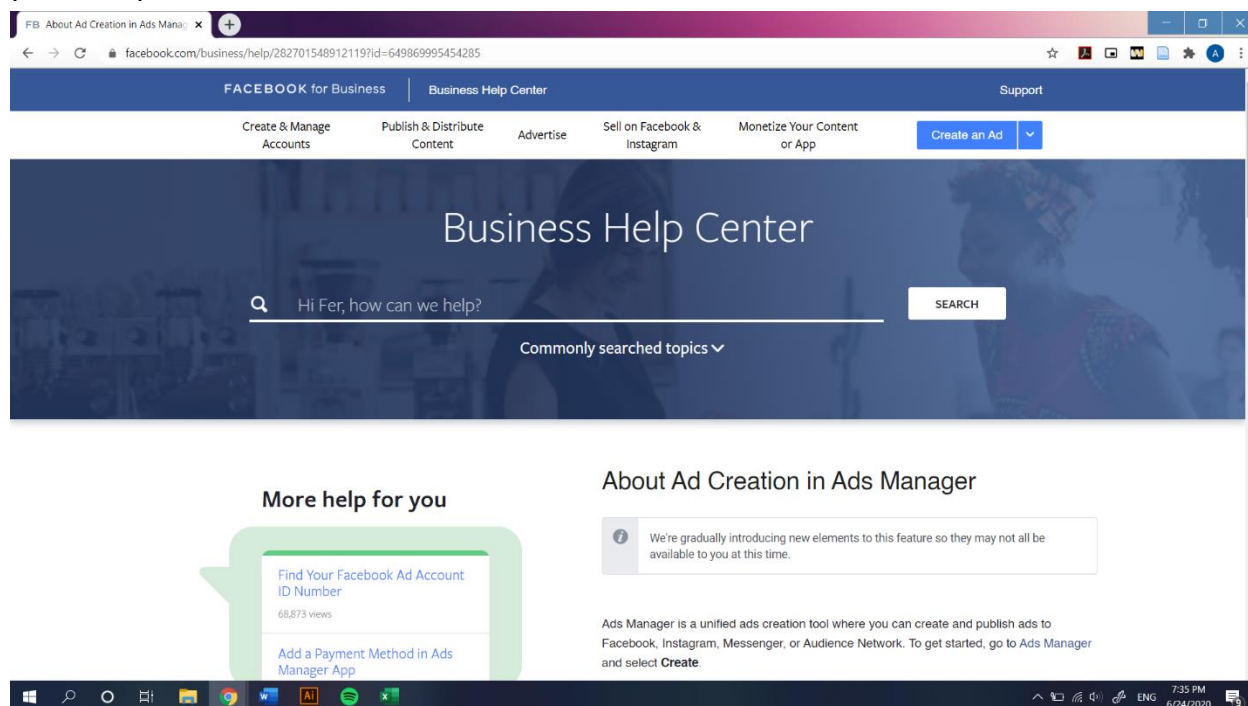 FB About Ad Creation in Ads Manag
facebook.com/business/help/282701548912119?id=649869995454285
A
FACEBOOK for Business
Business Help Center
Support
Create & Manage
Accounts
Publish & Distribute
Content
Advertise
Sell on Facebook &
Instagram
Monetize Your Content
or App
Create an Ad
Business Help Center
Hi Fer, how can we help?
SEARCH
Commonly searched topics
More help for you
Find Your Facebook Ad Account
ID Number
68,873 views
Add a Payment Method in Ads
Manager App
About Ad Creation in Ads Manager
We're gradually introducing new elements to this feature so they may not all be
available to you at this time.
Ads Manager is a unified ads creation tool where you can create and publish ads to
Facebook, Instagram, Messenger, or Audience Network. To get started, go to Ads Manager
and select Create.
Ai
ENG
7:35 PM
6/24/2020